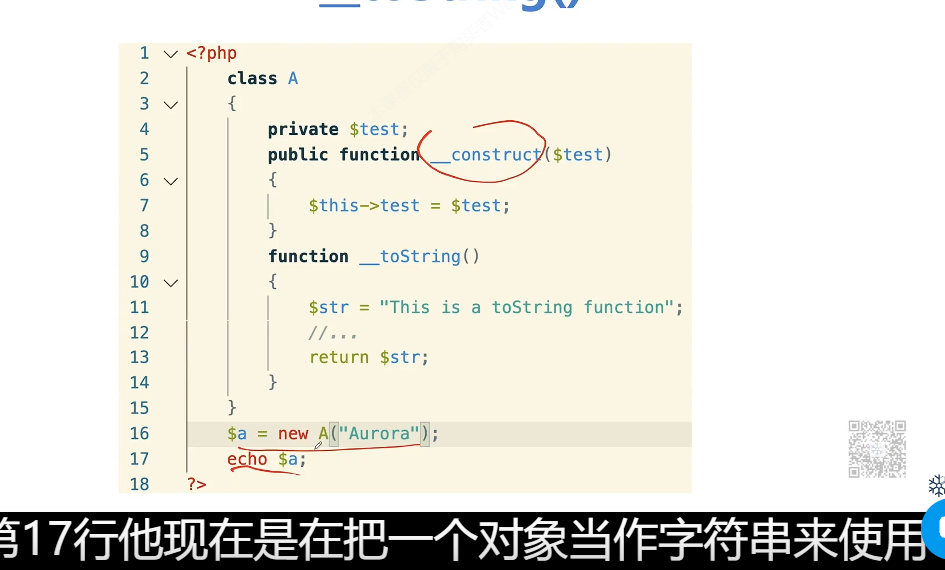 __toString()
1 <?php
2 class A
3 {
4 private $test;
5 public function __construct($test)
6 {
7 $this->test = $test;
8 }
9 function __toString()
10 {
11 $str = "This is a toString function";
12 //...
13 return $str;
14 }
15 }
16 $a = new A("Aurora");
17 echo $a;
18 ?>
第17行他现在是在把一个对象当作字符串来使用